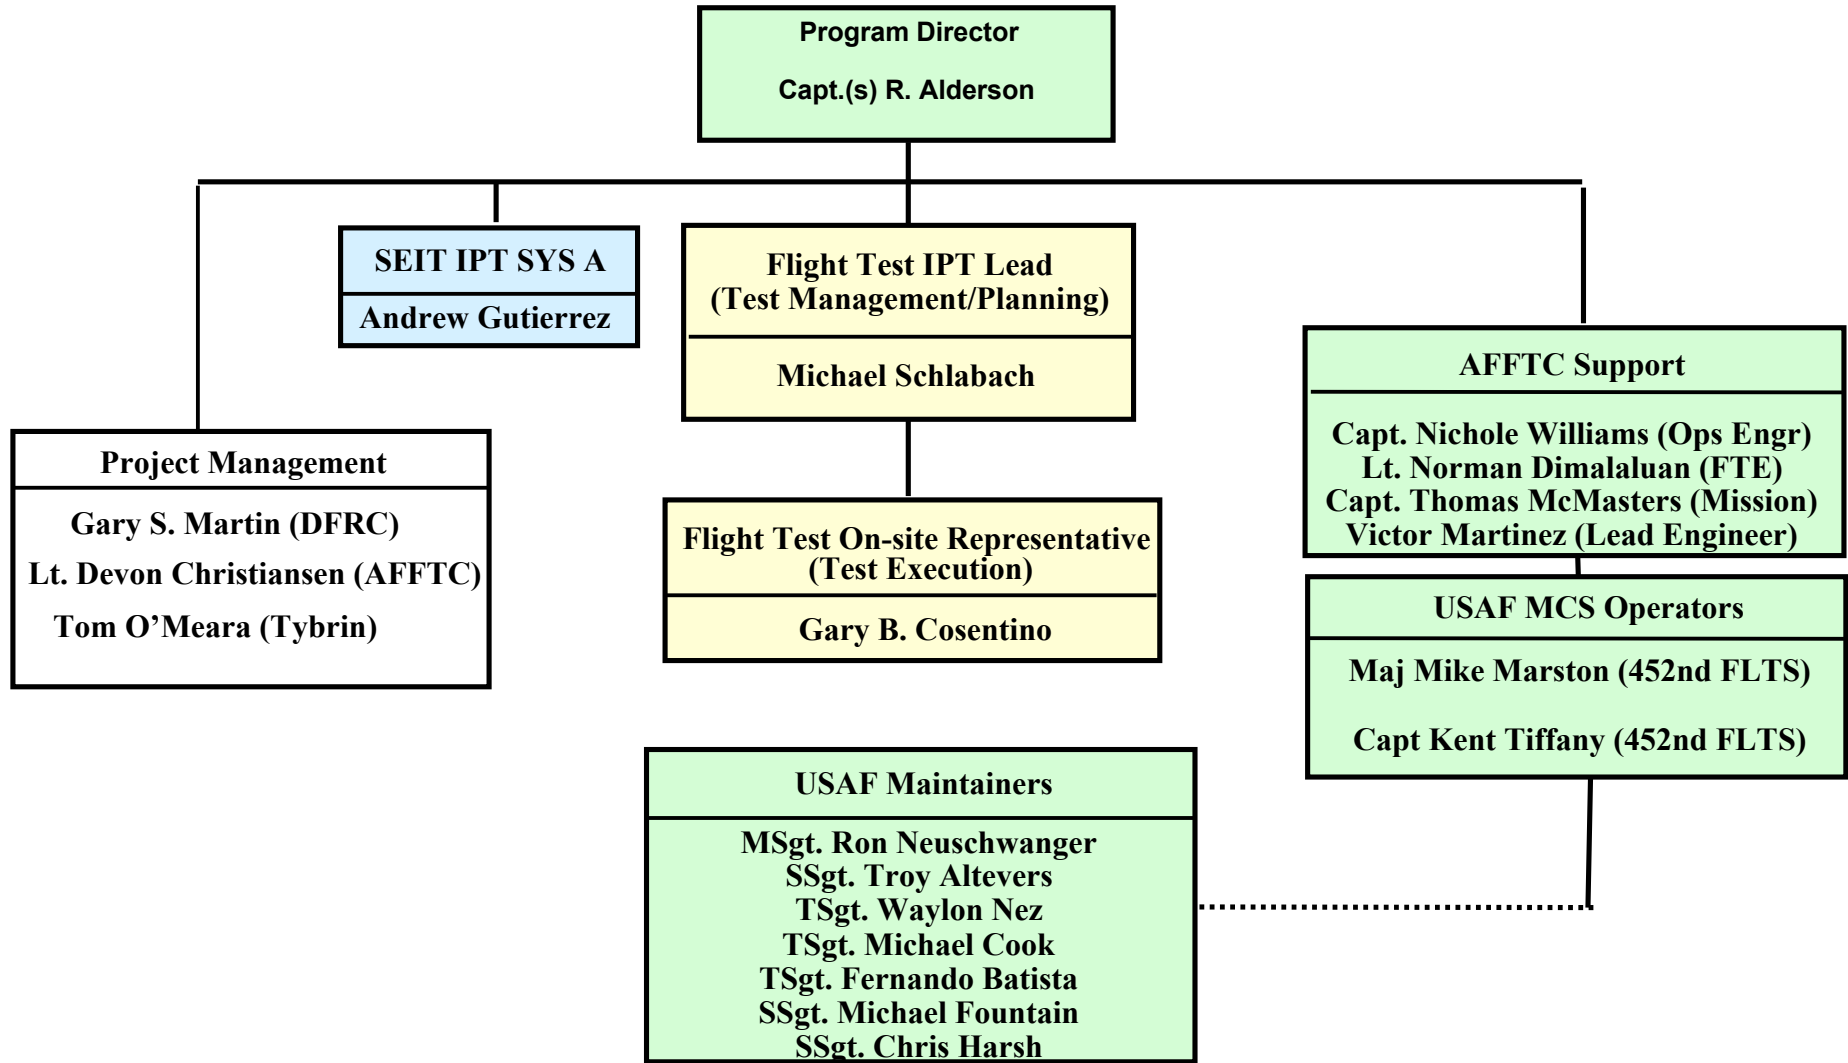 Program Director
Capt.(s) R. Alderson
SEIT IPT SYS A
Andrew Gutierrez
Flight Test IPT Lead
(Test Management/Planning)
Michael Schlabach
AFFTC Support
Capt. Nichole Williams (Ops Engr)
Lt. Norman Dimalaluan (FTE)
Capt. Thomas McMasters (Mission)
Victor Martinez (Lead Engineer)
Project Management
Gary S. Martin (DFRC)
Lt. Devon Christiansen (AFFTC)
Tom O’Meara (Tybrin)
Flight Test On-site Representative
(Test Execution)
Gary B. Cosentino
USAF MCS Operators
Maj Mike Marston (452nd FLTS)
Capt Kent Tiffany (452nd FLTS)
USAF Maintainers
MSgt. Ron Neuschwanger
SSgt. Troy Altevers
TSgt. Waylon Nez
TSgt. Michael Cook
TSgt. Fernando Batista
SSgt. Michael Fountain
SSgt. Chris Harsh